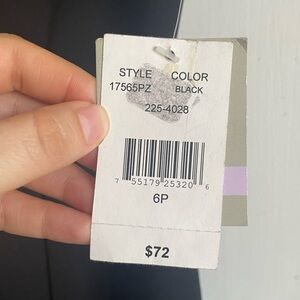 STYLE COLOR
17565PZ BLACK
225-4028
7 55179 25320 6
6P
$72